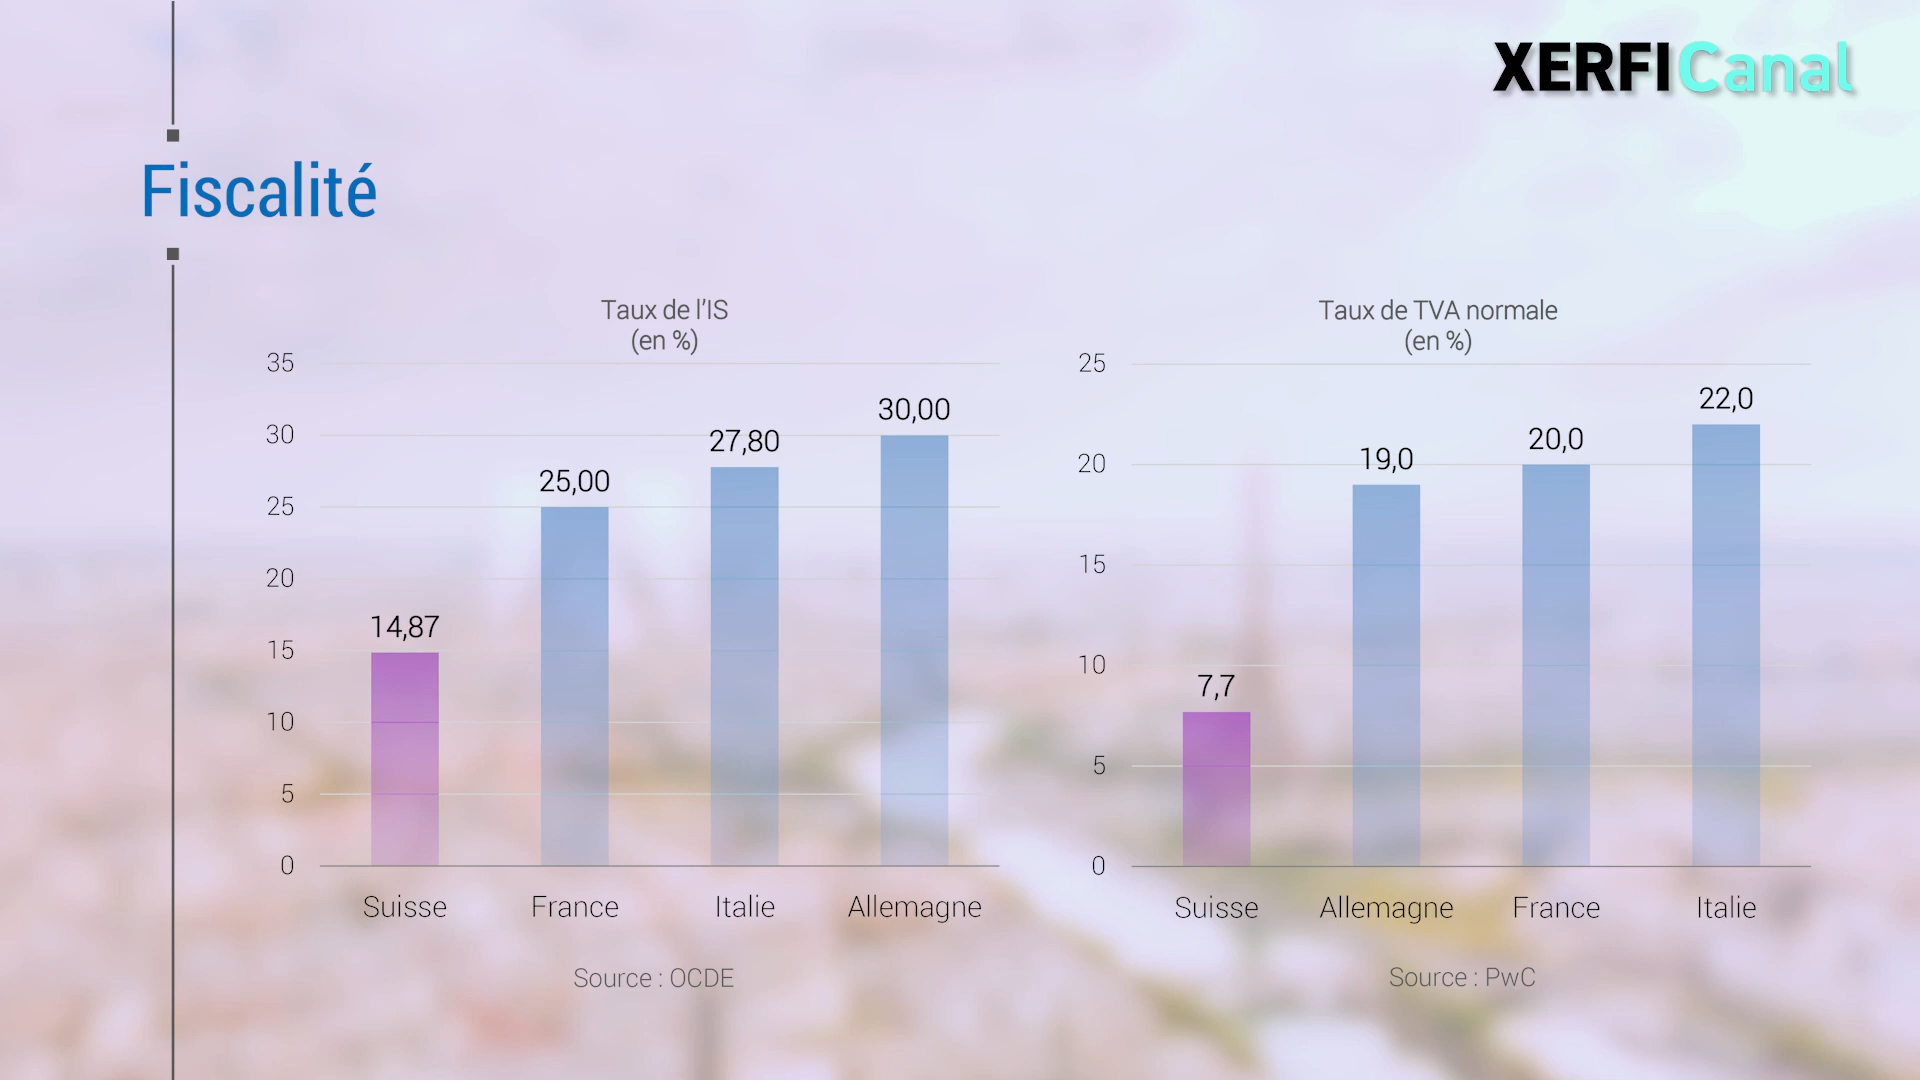 XERFI Canal
Fiscalité
Taux de l'IS
(en %)
35
30
25
20
15
10
5
0
14,87
25,00
27,80
30,00
Suisse
France
Italie
Allemagne
Source : OCDE
Taux de TVA normale
(en %)
25
20
15
10
5
0
7,7
19,0
20,0
22,0
Suisse
Allemagne
France
Italie
Source : PwC